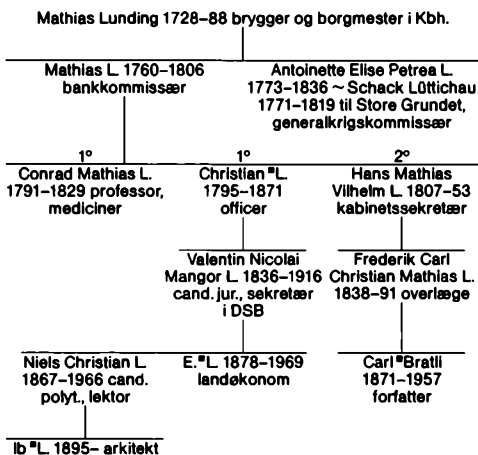 Mathias Lunding 1728–88 brygger og borgmester i Kbh.
Mathias L. 1760–1806
bankkommissær
Antoinette Elise Petrea L.
1773–1836 ~ Schack Lüttichau
1771–1819 til Store Grundet,
generalkrigskommissær
1°
Conrad Mathias L.
1791–1829 professor,
mediciner
1°
Christian ■L.
1795–1871
officer
2°
Hans Mathias
Vilhelm L. 1807–53
kabinetssekretær
Valentin Nicolai
Mangor L. 1836–1916
cand. jur., sekretær
i DSB
Frederik Carl
Christian Mathias L.
1838–91 overlæge
Niels Christian L.
1867–1966 cand.
polyt., lektor
E. ■L. 1878–1969
landøkonom
Carl ■Bratli
1871–1957
forfatter
Ib ■L. 1895– arkitekt